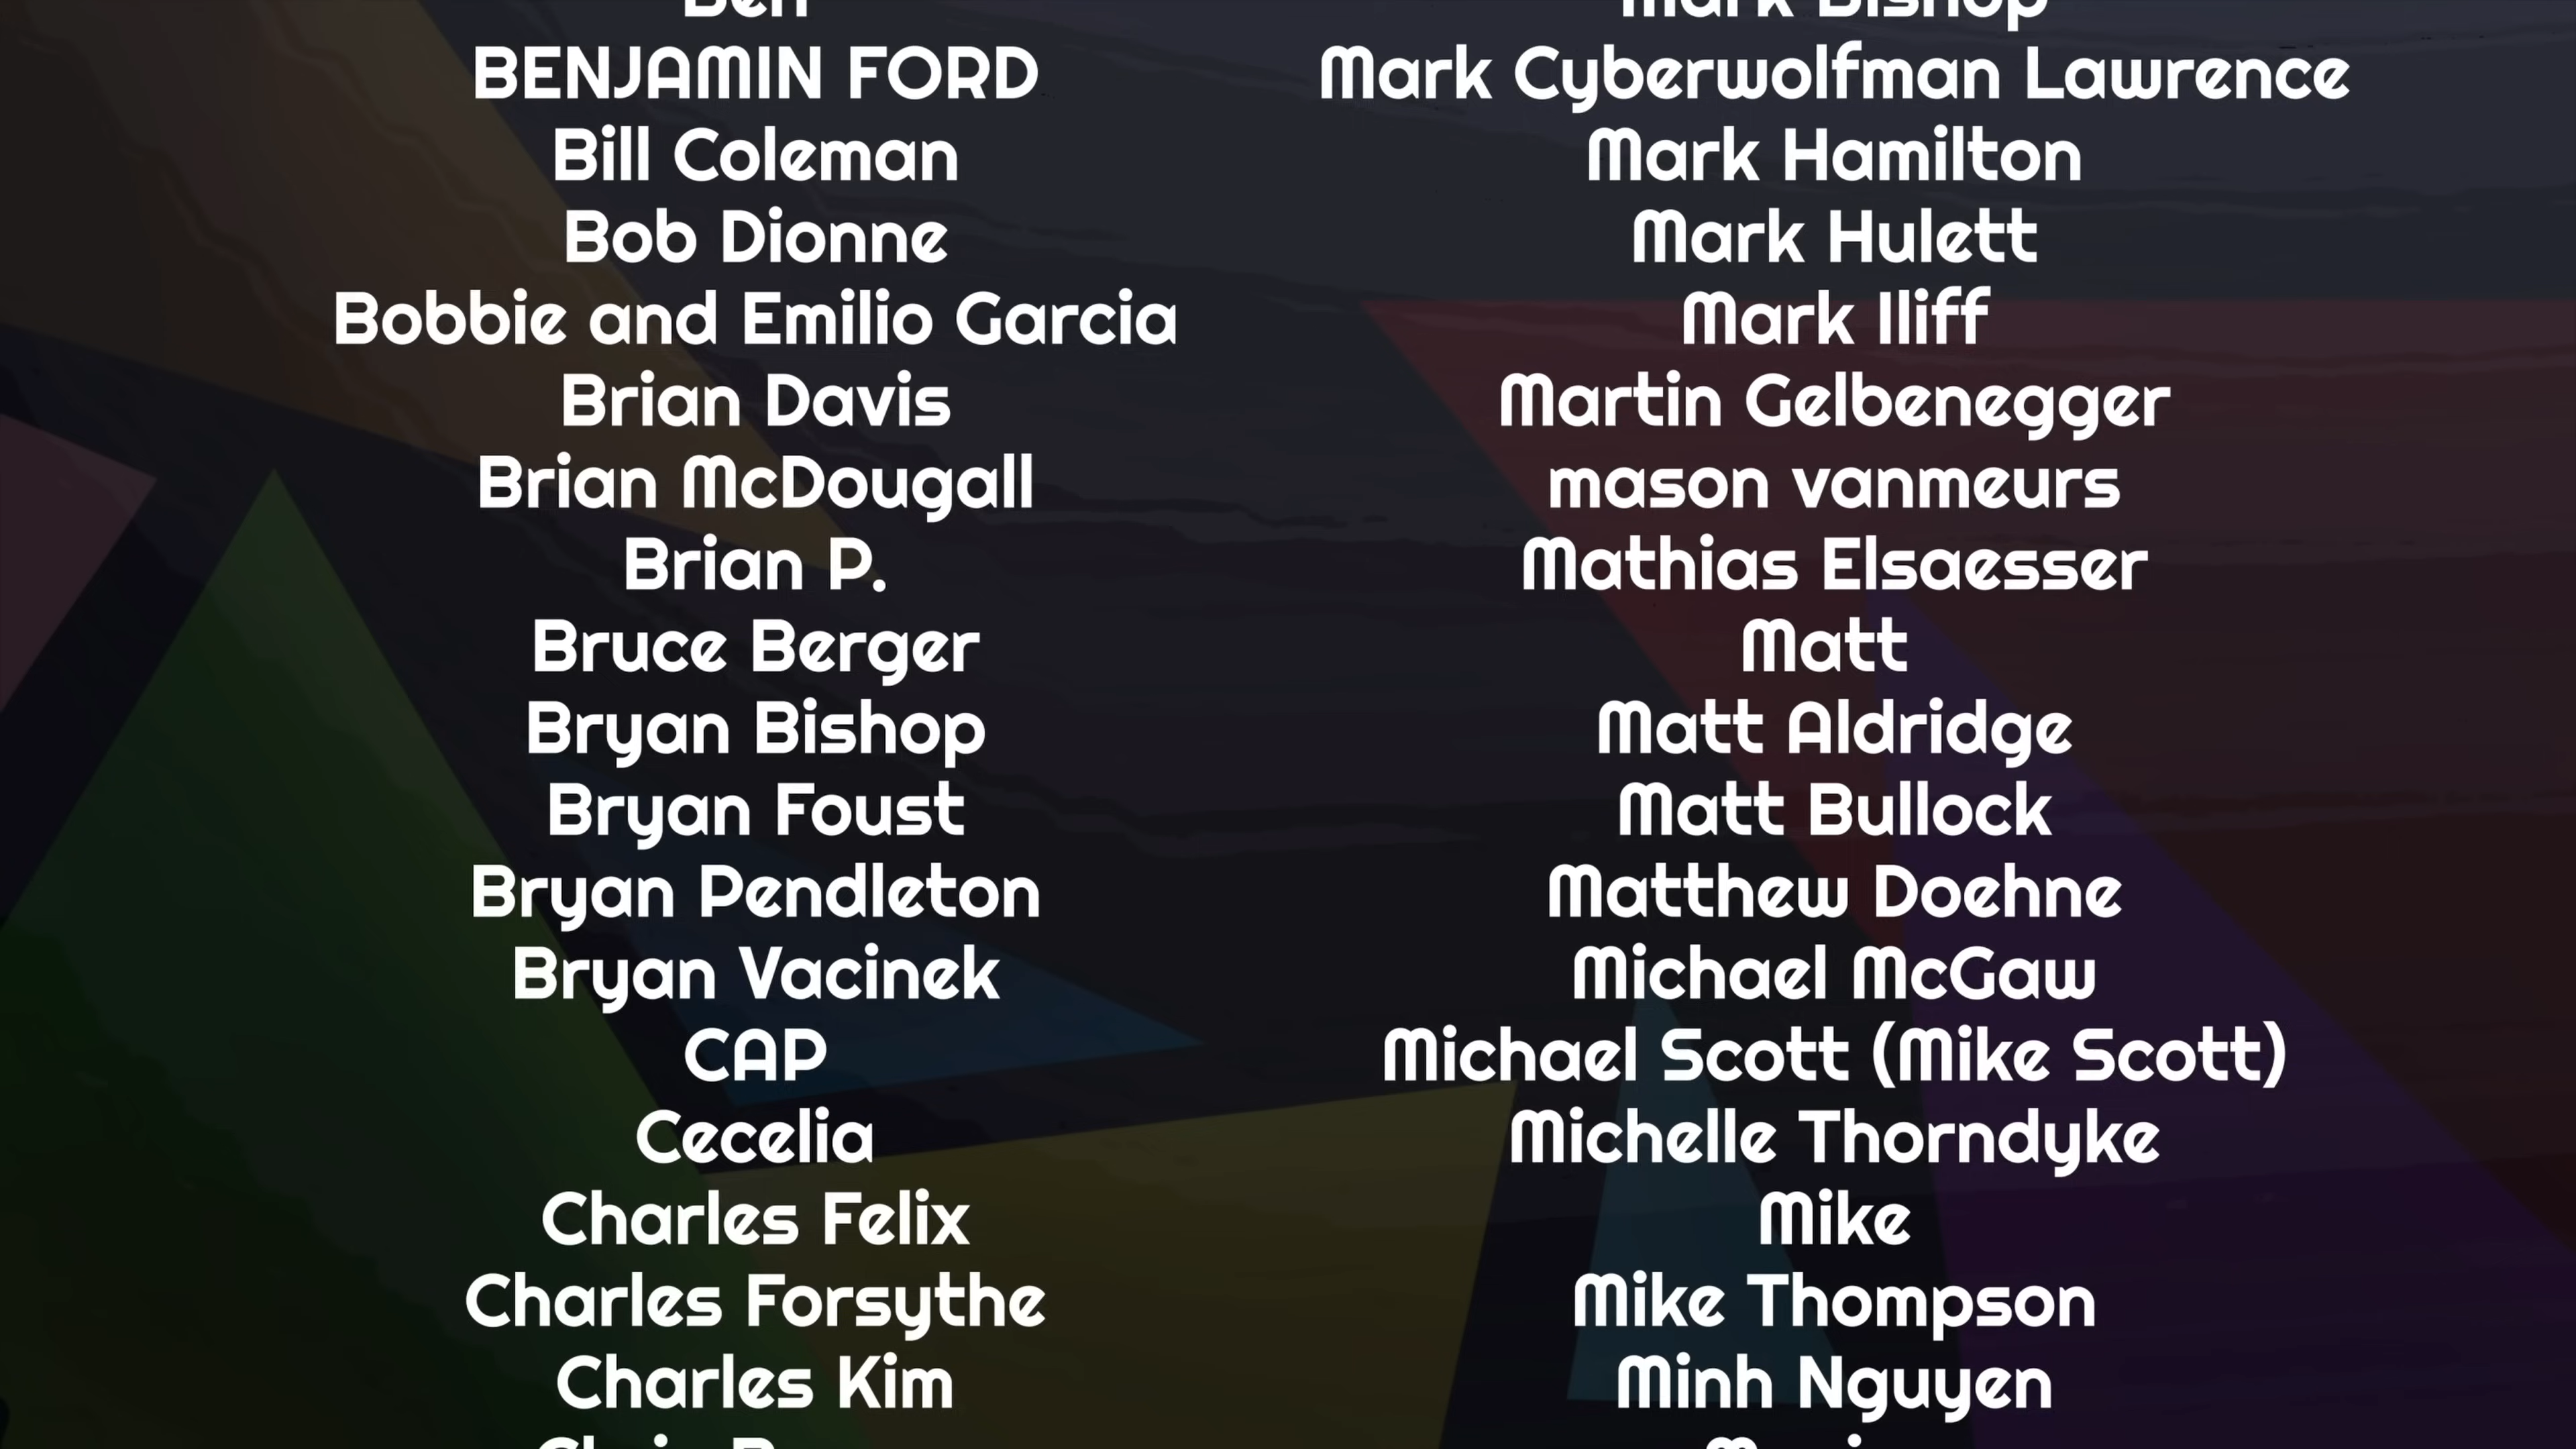 Ben
BENJAMIN FORD
Bill Coleman
Bob Dionne
Bobbie and Emilio Garcia
Brian Davis
Brian McDougall
Brian P.
Bruce Berger
Bryan Bishop
Bryan Foust
Bryan Pendleton
Bryan Vacinek
CAP
Cecelia
Charles Felix
Charles Forsythe
Charles Kim
Mark Bishop
Mark Cyberwolfman Lawrence
Mark Hamilton
Mark Hulett
Mark Iliff
Martin Gelbenegger
mason vanmeurs
Mathias Elsaesser
Matt
Matt Aldridge
Matt Bullock
Matthew Doehne
Michael McGaw
Michael Scott (Mike Scott)
Michelle Thorndyke
Mike
Mike Thompson
Minh Nguyen